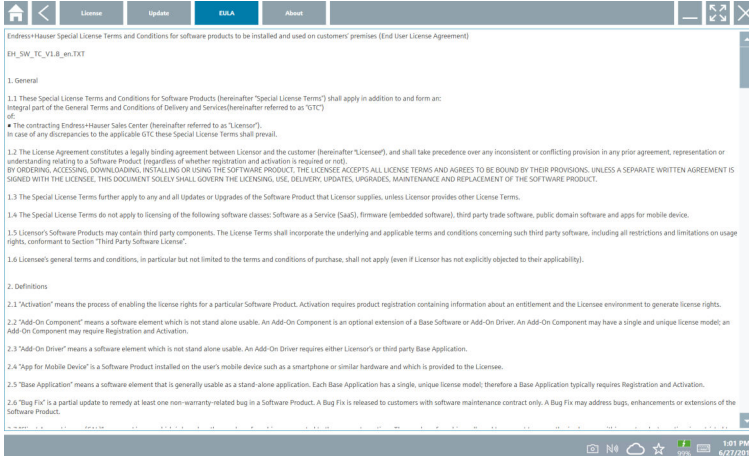 License
Update
EULA
About
Endress+Hauser Special License Terms and Conditions for software products to be installed and used on customers' premises (End User License Agreement)
EH_SW_TC_V1.8_en.TXT
1. General
1.1 These Special License Terms and Conditions for Software Products (hereinafter "Special License Terms") shall apply in addition to and form an:
Integral part of the General Terms and Conditions of Delivery and Services(hereinafter referred to as "GTC")
of:
● The contracting Endress+Hauser Sales Center (hereinafter referred to as "Licensor").
In case of any discrepancies to the applicable GTC these Special License Terms shall prevail.
1.2 The License Agreement constitutes a legally binding agreement between Licensor and the customer (hereinafter "Licensee"), and shall take precedence over any inconsistent or conflicting provision in any prior agreement, representation or
understanding relating to a Software Product (regardless of whether registration and activation is required or not).
BY ORDERING, ACCESSING, DOWNLOADING, INSTALLING OR USING THE SOFTWARE PRODUCT, THE LICENSEE ACCEPTS ALL LICENSE TERMS AND AGREES TO BE BOUND BY THEIR PROVISIONS. UNLESS A SEPARATE WRITTEN AGREEMENT IS
SIGNED WITH THE LICENSEE, THIS DOCUMENT SOLELY SHALL GOVERN THE LICENSING, USE, DELIVERY, UPDATES, UPGRADES, MAINTENANCE AND REPLACEMENT OF THE SOFTWARE PRODUCT.
1.3 The Special License Terms further apply to any and all Updates or Upgrades of the Software Product that Licensor supplies, unless Licensor provides other License Terms.
1.4 The Special License Terms do not apply to licensing of the following software classes: Software as a Service (SaaS), firmware (embedded software), third party trade software, public domain software and apps for mobile device.
1.5 Licensor's Software Products may contain third party components. The License Terms shall incorporate the underlying and applicable terms and conditions concerning such third party software, including all restrictions and limitations on usage
rights, conformant to Section "Third Party Software License".
1.6 Licensee's general terms and conditions, in particular but not limited to the terms and conditions of purchase, shall not apply (even if Licensor has not explicitly objected to their applicability).
2. Definitions
2.1 "Activation" means the process of enabling the license rights for a particular Software Product. Activation requires product registration containing information about an entitlement and the Licensee environment to generate license rights.
2.2 "Add-On Component" means a software element which is not stand alone usable. An Add-On Component is an optional extension of a Base Software or Add-On Driver. An Add-On Component may have a single and unique license model; an
Add-On Component may require Registration and Activation.
2.3 "Add-On Driver" means a software element which is not stand alone usable. An Add-On Driver requires either Licensor's or third party Base Application.
2.4 "App for Mobile Device" is a Software Product installed on the user's mobile device such as a smartphone or similar hardware and which is provided to the Licensee.
2.5 "Base Application" means a software element that is generally usable as a stand-alone application. Each Base Application has a single, unique license model; therefore a Base Application typically requires Registration and Activation.
2.6 "Bug Fix" is a partial update to remedy at least one non-warranty-related bug in a Software Product. A Bug Fix is released to customers with software maintenance contract only. A Bug Fix may address bugs, enhancements or extensions of the
Software Product.
99%
1:01 PM